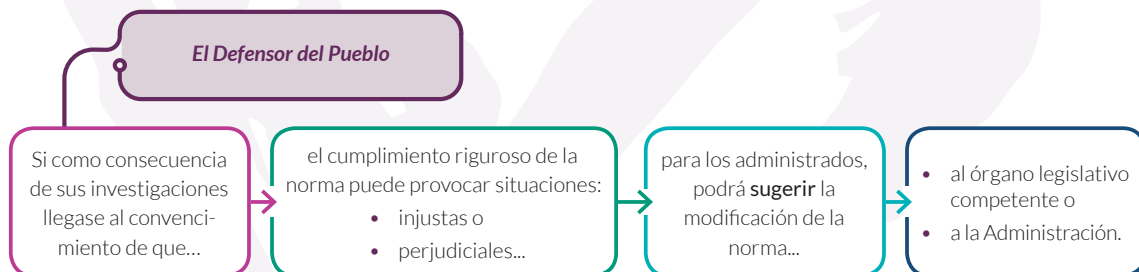 El Defensor del Pueblo
Si como consecuencia
de sus investigaciones
llegase al convenci-
miento de que...
el cumplimiento riguroso de la
norma puede provocar situaciones:
• injustas o
• perjudiciales...
para los administrados,
podrá sugerir la
modificación de la
norma...
• al órgano legislativo
competente o
• a la Administración.